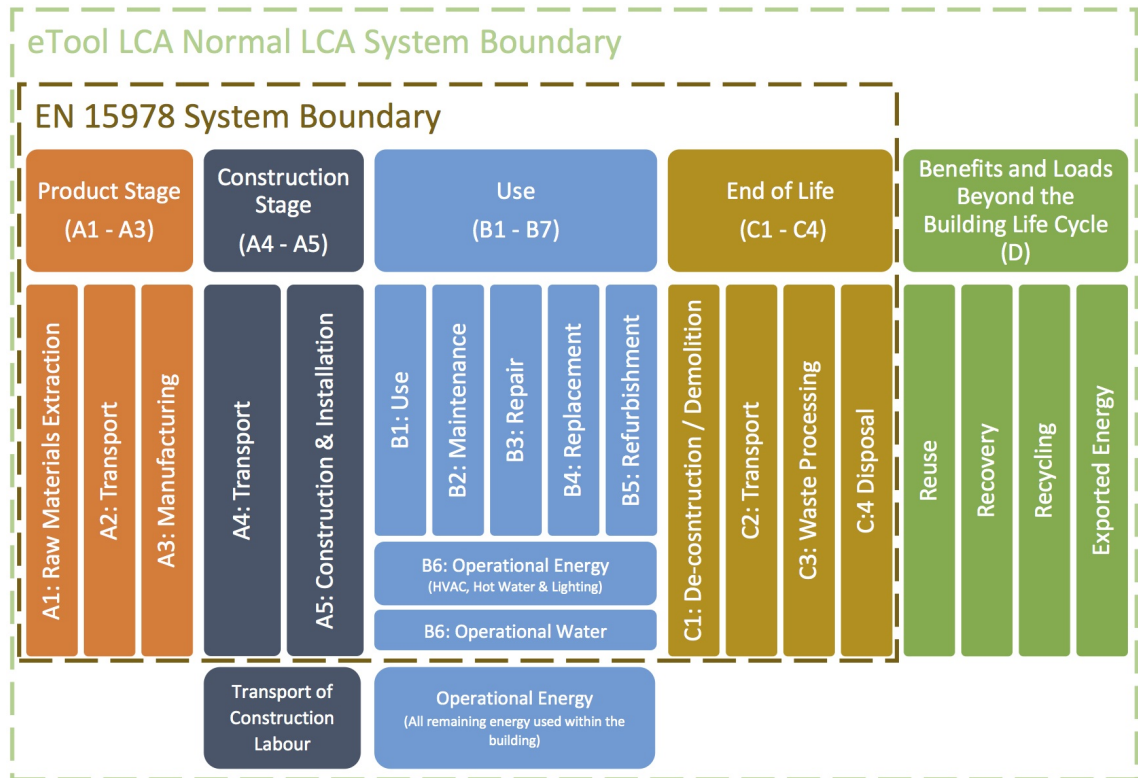 eTool LCA Normal LCA System Boundary
EN 15978 System Boundary
Product Stage
(A1 - A3)
Construction
Stage
(A4 - A5)
Use
(B1 - B7)
End of Life
(C1 - C4)
Benefits and Loads
Beyond the
Building Life Cycle
(D)
A1: Raw Materials Extraction
A2: Transport
A3: Manufacturing
A4: Transport
A5: Construction & Installation
B1: Use
B2: Maintenance
B3: Repair
B4: Replacement
B5: Refurbishment
B6: Operational Energy
(HVAC, Hot Water & Lighting)
B6: Operational Water
C1: De-cosntruction / Demolition
C2: Transport
C3: Waste Processing
C:4 Disposal
Reuse
Recovery
Recycling
Exported Energy
Transport of
Construction
Labour
Operational Energy
(All remaining energy used within the
building)